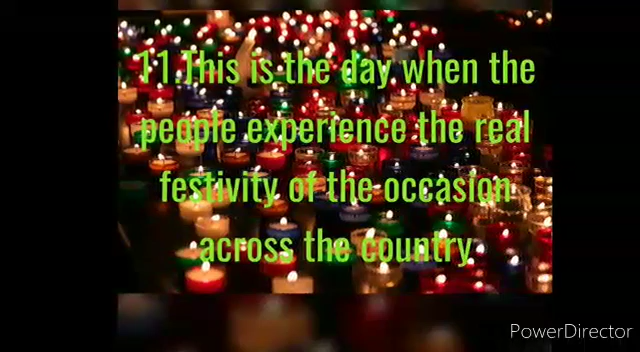 11.This is the day when the
people experience the real
festivity of the occasion
across the country
PowerDirector